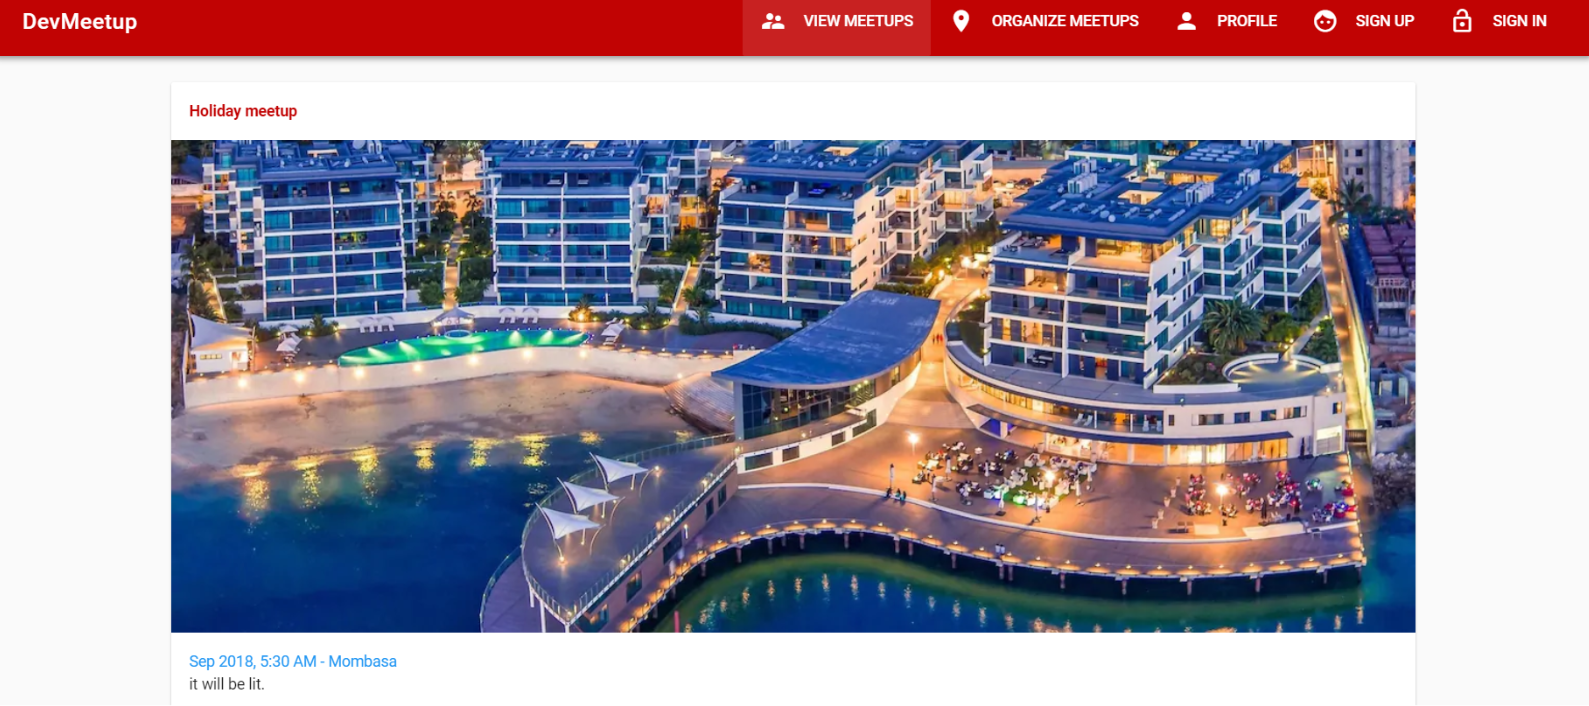 DevMeetup
VIEW MEETUPS
ORGANIZE MEETUPS
PROFILE
SIGN UP
SIGN IN
Holiday meetup
Sep 2018, 5:30 AM - Mombasa
it will be lit.